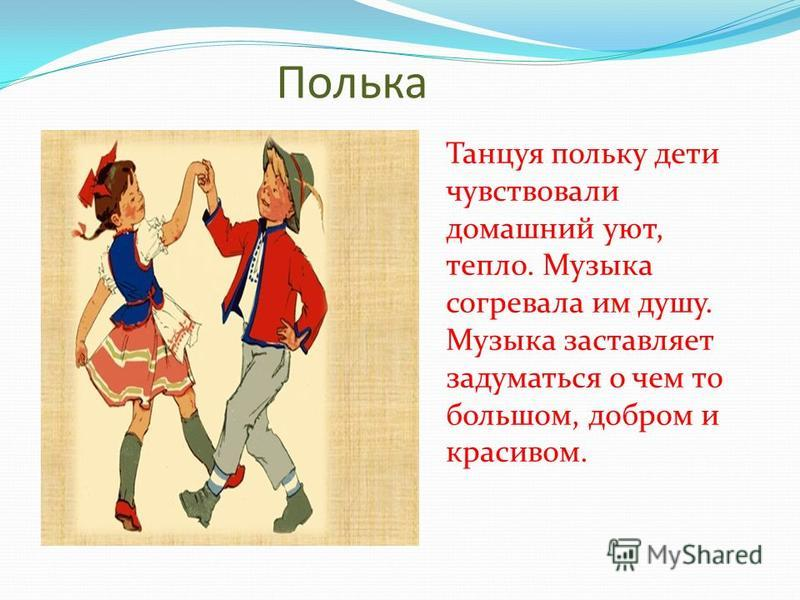 Полька
Танцуя польку дети
чувствовали
домашний уют,
тепло. Музыка
согревала им душу.
Музыка заставляет
задуматься о чем то
большом, добром и
красивом.
MyShared